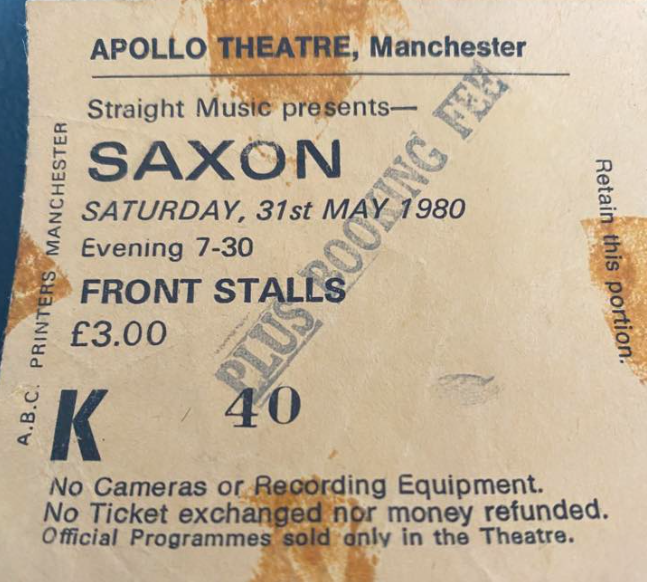 APOLLO THEATRE, Manchester
Straight Music presents—
SAXON
SATURDAY, 31st MAY 1980
Evening 7-30
FRONT STALLS
£3.00
K 40
No Cameras or Recording Equipment.
No Ticket exchanged nor money refunded.
Official Programmes sold only in the Theatre.
PLUS BOOKING FEE
A.B.C. PRINTERS MANCHESTER
Retain this portion.